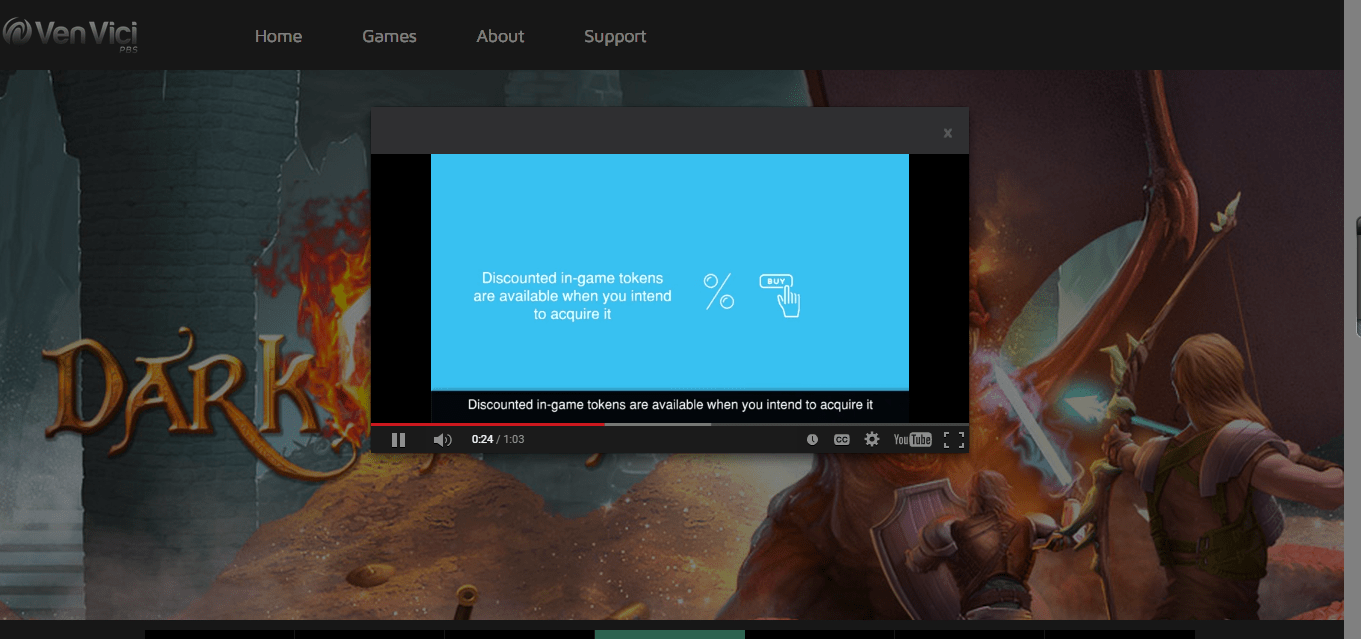 VenVici
PBS
Home
Games
About
Support
x
DARK
Discounted in-game tokens
are available when you intend
to acquire it
BUY
Discounted in-game tokens are available when you intend to acquire it
0:24 / 1:03
CC
YouTube